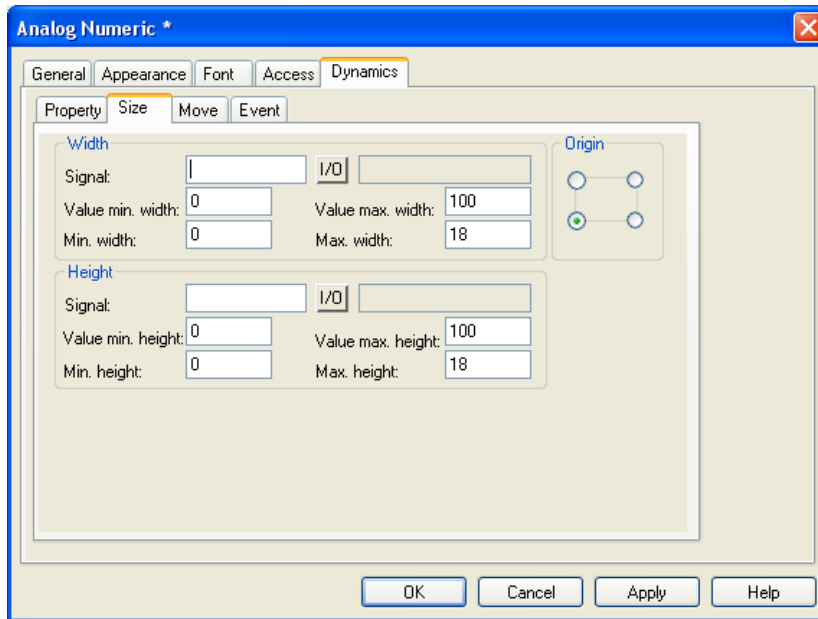 Analog Numeric *
General Appearance Font Access Dynamics
Property Size Move Event
Width
Origin
Signal: I/O
Value min. width: 0 Value max. width: 100
Min. width: 0 Max. width: 18
Height
Signal: I/O
Value min. height: 0 Value max. height: 100
Min. height: 0 Max. height: 18
OK Cancel Apply Help